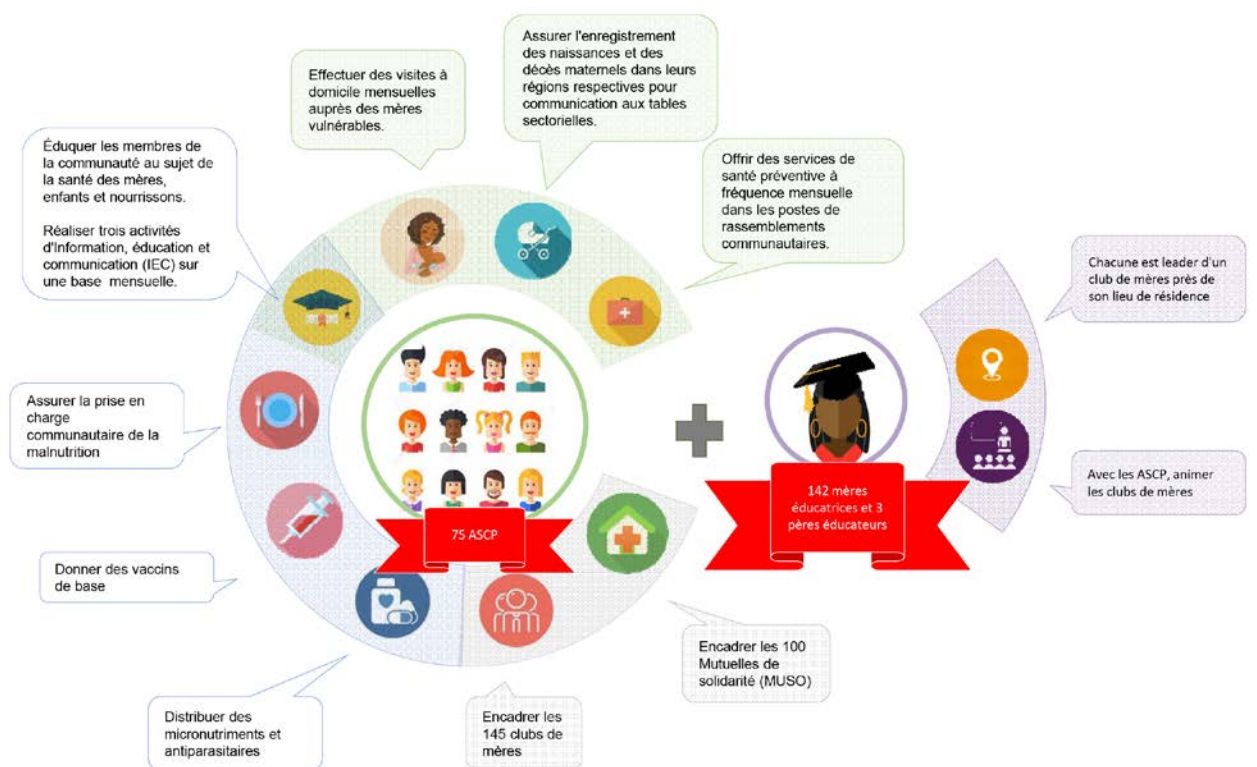 Assurer l'enregistrement
des naissances et des
décès maternels dans leurs
régions respectives pour
communication aux tables
sectorielles.
Effectuer des visites à
domicile mensuelles
auprès des mères
vulnérables.
Éduquer les membres de
la communauté au sujet de
la santé des mères,
enfants et nourrissons.
Réaliser trois activités
d'Information, éducation et
communication (IEC) sur
une base mensuelle.
Offrir des services de
santé préventive à
fréquence mensuelle
dans les postes de
rassemblements
communautaires.
Chacune est leader d'un
club de mères près de
son lieu de résidence
Assurer la prise en
charge
communautaire de la
malnutrition
Avec les ASCP, animer
les clubs de mères
142 mères
éducatrices et 3
pères éducateurs
75 ASCP
Donner des vaccins
de base
Encadrer les 100
Mutuelles de
solidarité (MUSO)
Distribuer des
micronutriments et
antiparasitaires
Encadrer les
145 clubs de
mères